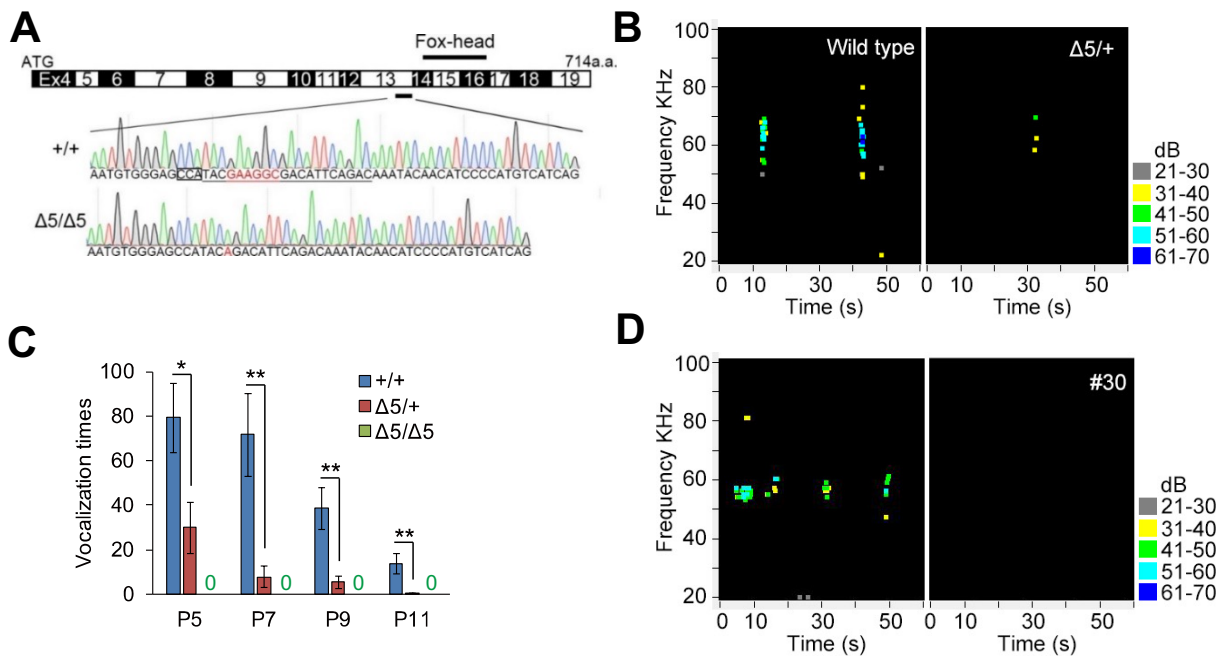 A
Fox-head
ATG
714a.a.
Ex4 5 6 7 8 9 10 11 12 13 14 15 16 17 18 19
+/+
AATGTGGGAGCCATACGAAGGCGACATTCAGACAAATACAACATCCCCATGTCATCAG
Δ5/Δ5
AATGTGGGAGCCATACAGACATTCAGACAAATACAACATCCCCATGTCATCAG
B
Frequency KHz
100
80
60
40
20
Wild type
Δ5/+
0 10 30 50
0 10 30 50
Time (s)
Time (s)
dB
21-30
31-40
41-50
51-60
61-70
C
Vocalization times
100
80
60
40
20
0
* ** ** **
0 0 0 0
P5 P7 P9 P11
+/+
Δ5/+
Δ5/Δ5
D
Frequency KHz
100
80
60
40
20
#30
0 10 30 50
0 10 30 50
Time (s)
Time (s)
dB
21-30
31-40
41-50
51-60
61-70